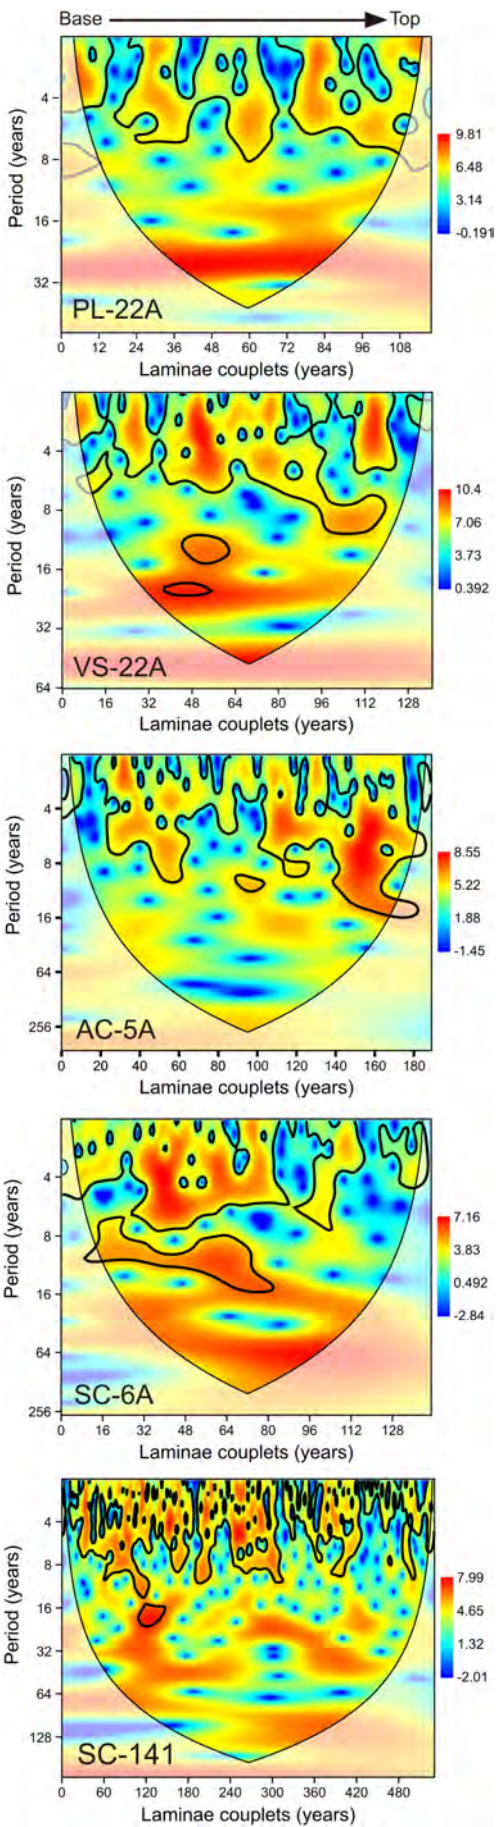 Base Top
Period (years)
4
8
16
32
PL-22A
9.81
6.48
3.14
-0.191
0 12 24 36 48 60 72 84 96 108
Laminae couplets (years)
Period (years)
4
8
16
32
64
VS-22A
10.4
7.06
3.73
0.392
0 16 32 48 64 80 96 112 128
Laminae couplets (years)
Period (years)
4
8
16
64
256
AC-5A
8.55
5.22
1.88
-1.45
0 20 40 60 80 100 120 140 160 180
Laminae couplets (years)
Period (years)
4
8
16
64
256
SC-6A
7.16
3.83
0.492
-2.84
0 16 32 48 64 80 96 112 128
Laminae couplets (years)
Period (years)
4
8
16
32
64
128
SC-141
7.99
4.65
1.32
-2.01
0 60 120 180 240 300 360 420 480
Laminae couplets (years)